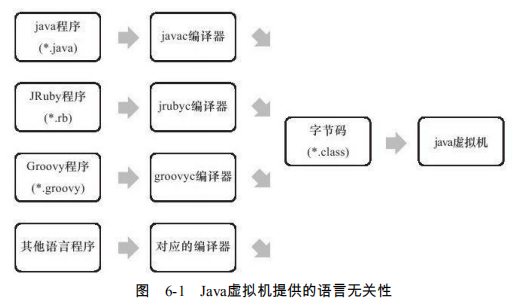 java程序
(*.java)
javac编译器
JRuby程序
(*.rb)
jrubyc编译器
字节码
(*.class)
java虚拟机
Groovy程序
(*.groovy)
groovyc编译器
其他语言程序
对应的编译器
图 6-1 Java虚拟机提供的语言无关性